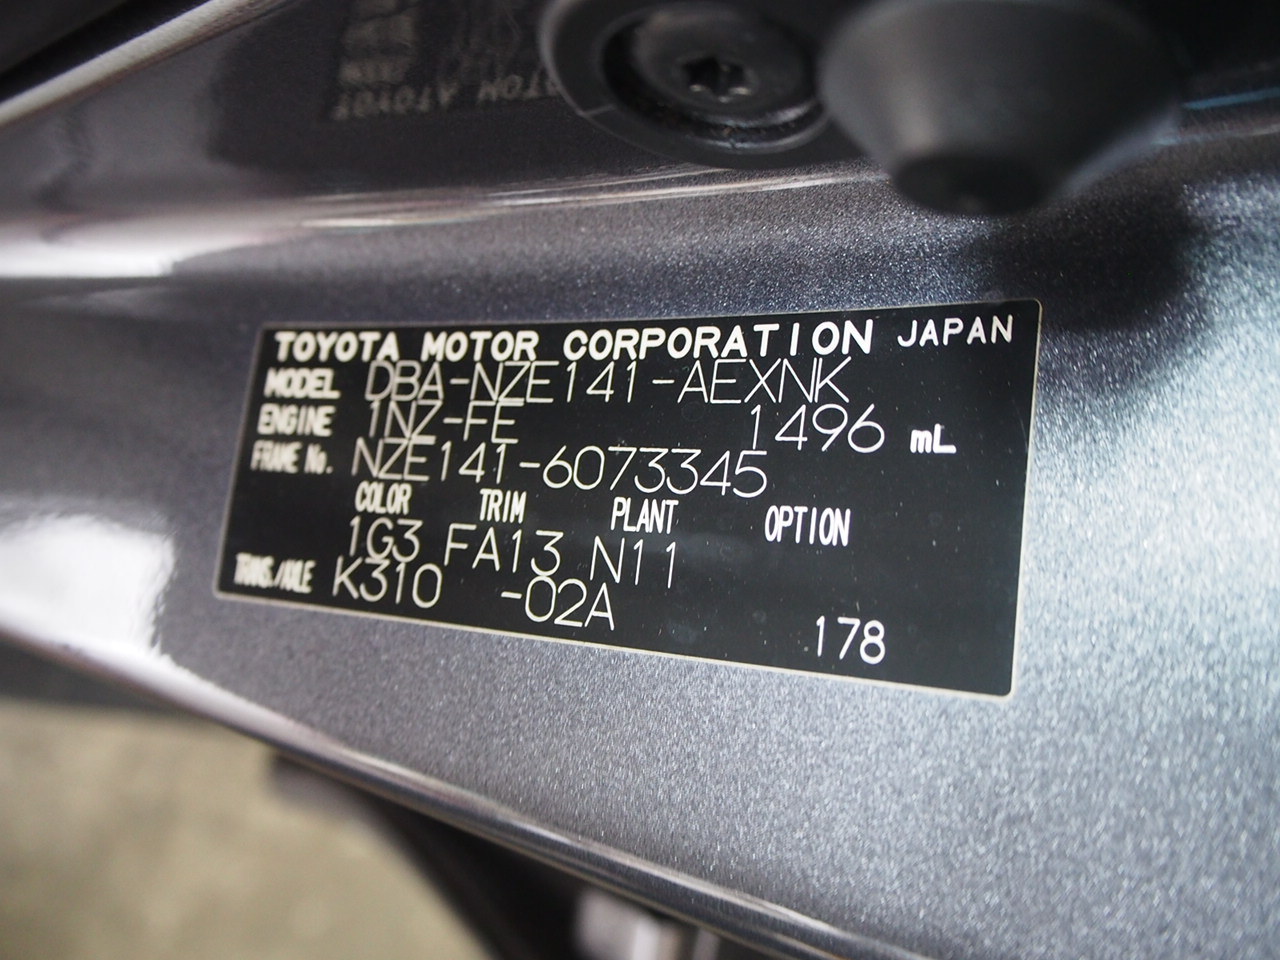 TOYOTA MOTOR CORPORATION JAPAN
MODEL DBA-NZE141-AEXNK
ENGINE 1NZ-FE 1496 mL
FRAME No. NZE141-6073345
COLOR TRIM PLANT OPTION
1G3 FA13 N11
TRANS./AXLE K310 -02A
178